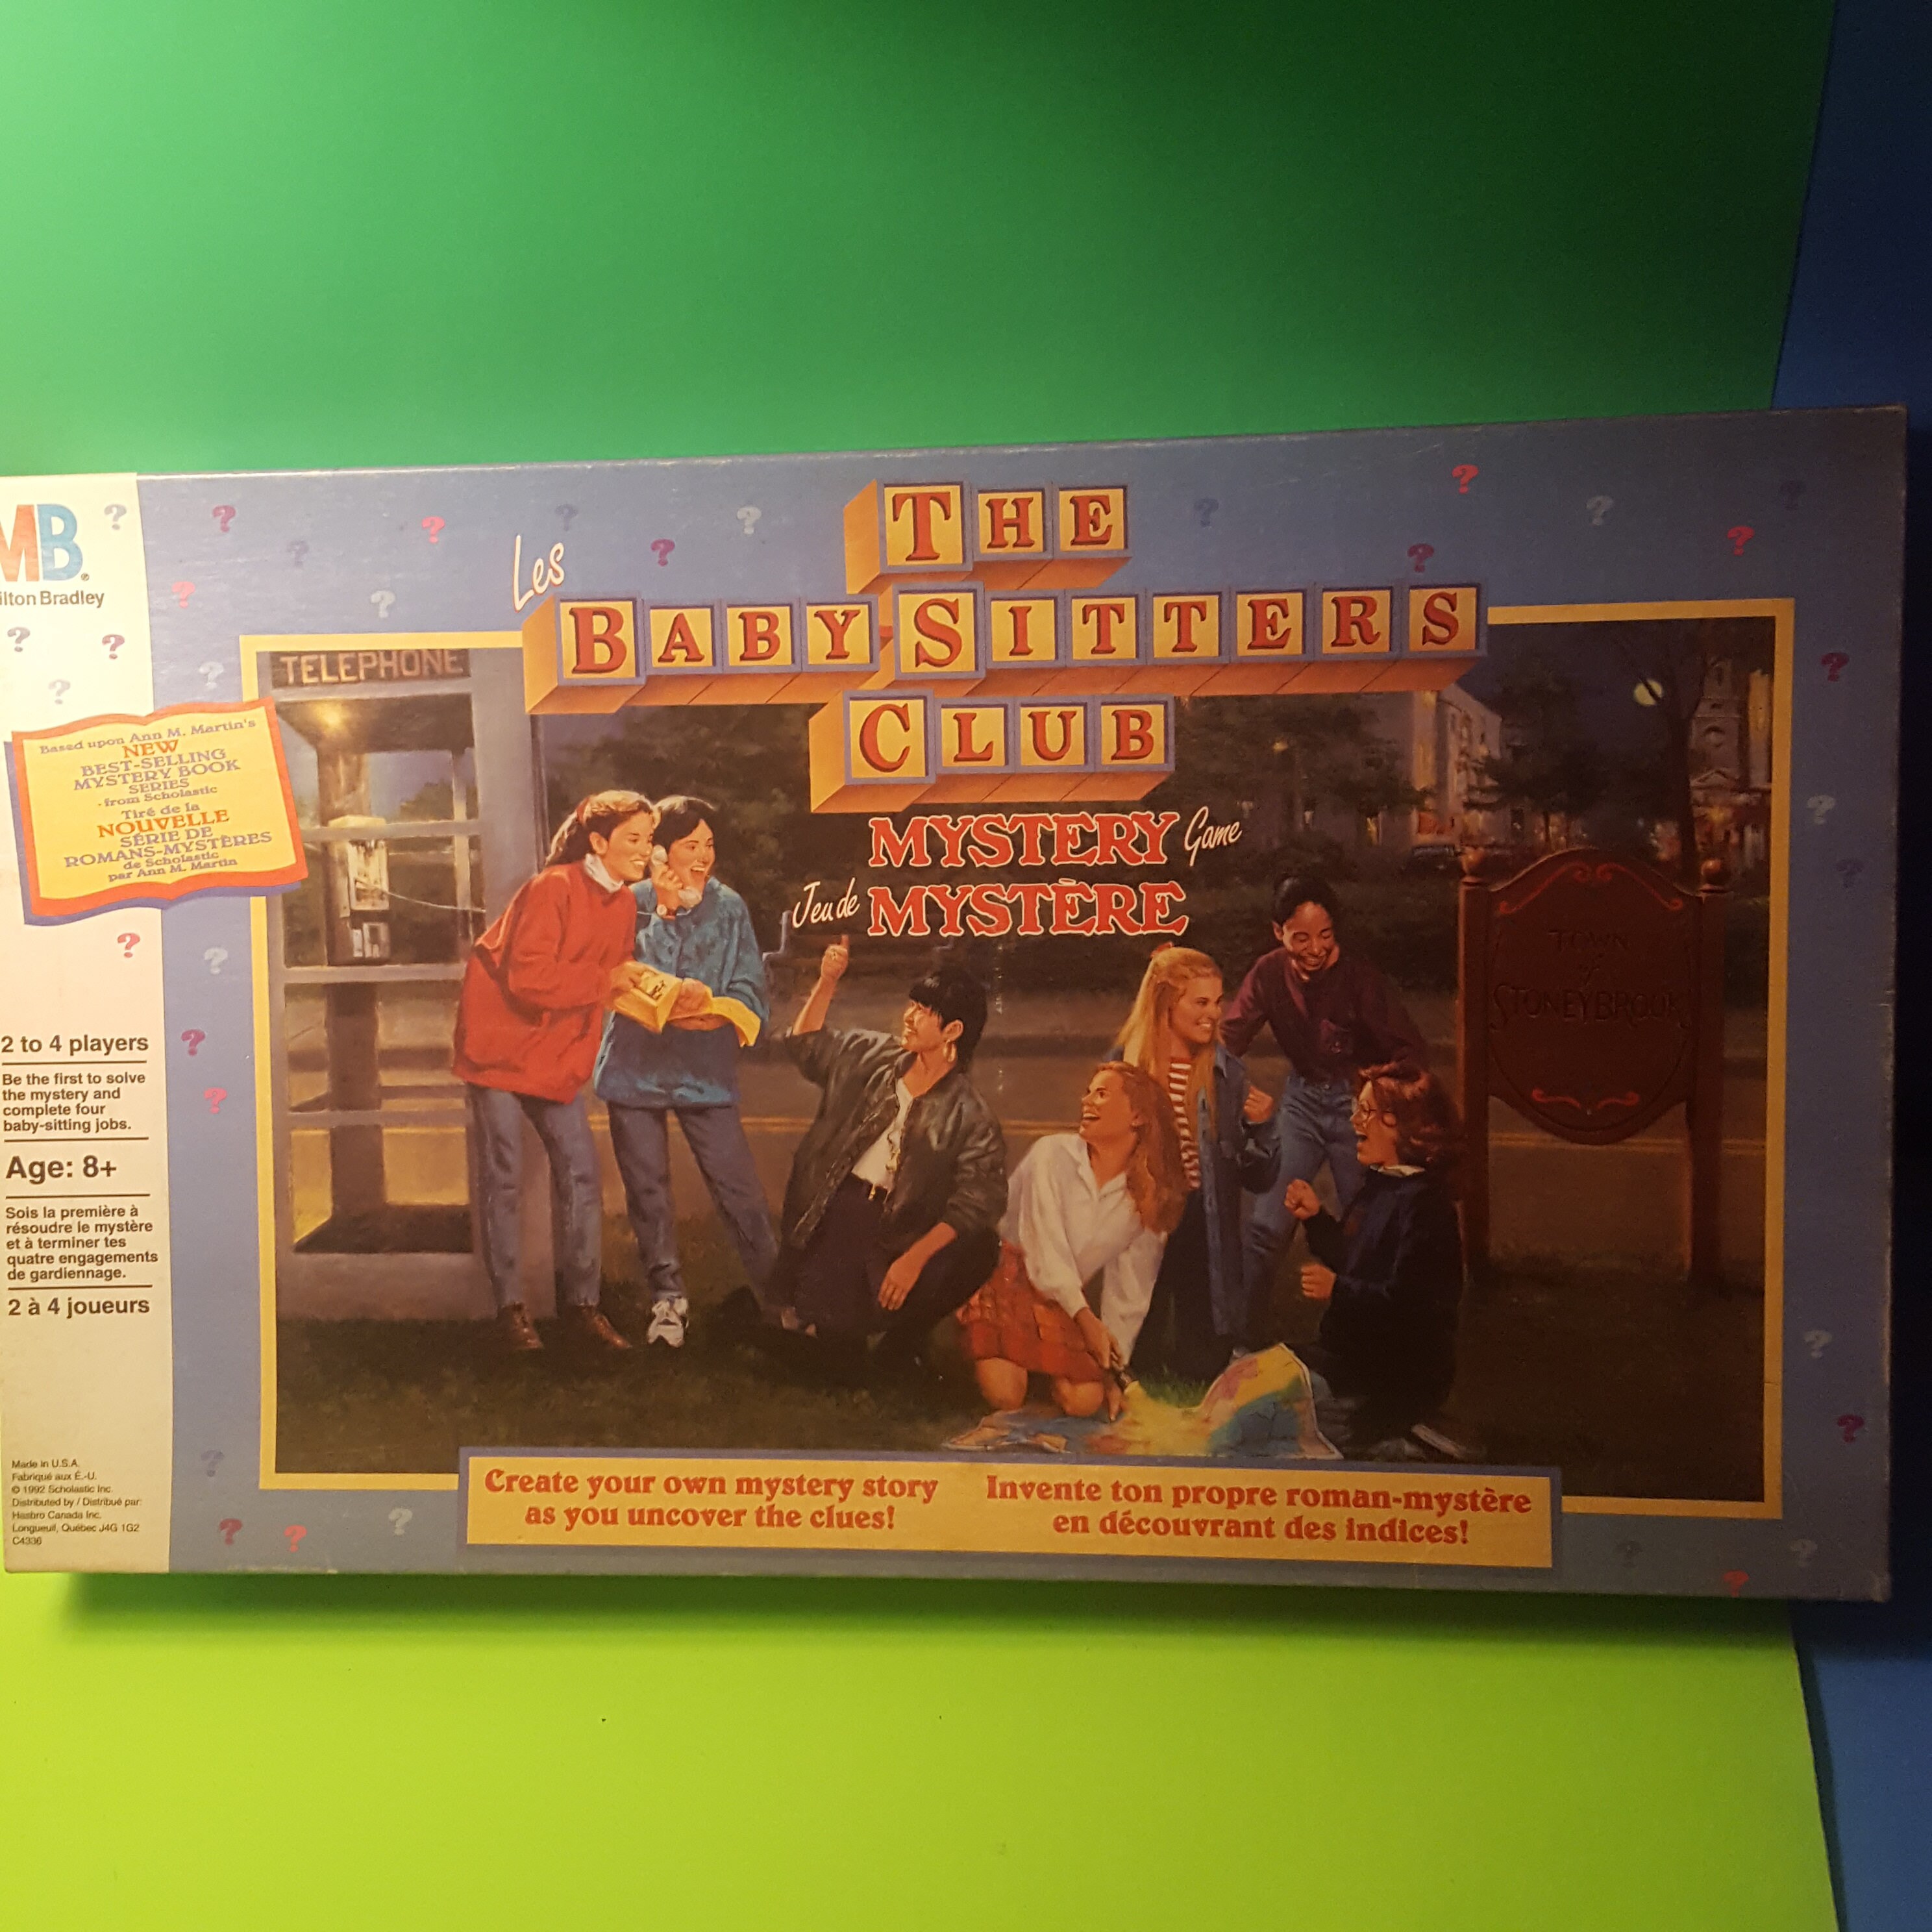 MB
ilton Bradley
Based upon Ann M. Martin's
NEW
BEST-SELLING
MYSTERY BOOK
SERIES
- from Scholastic
Tiré de la
NOUVELLE
SÉRIE DE
ROMANS-MYSTÈRES
de Scholastic
par Ann M. Martin
2 to 4 players
Be the first to solve
the mystery and
complete four
baby-sitting jobs.
Age: 8+
Sois la première à
résoudre le mystère
et à terminer tes
quatre engagements
de gardiennage.
2 à 4 joueurs
Made in U.S.A.
Fabriqué aux É.-U.
© 1992 Scholastic Inc.
Distributed by / Distribué par:
Hasbro Canada Inc.
Longueuil, Québec J4G 1G2
C4336
THE
Les
BABY SITTERS
CLUB
MYSTERY Game
Jeu de MYSTÈRE
TELEPHONE
TOWN
of
STONEYBROOK
Create your own mystery story
as you uncover the clues!
Invente ton propre roman-mystère
en découvrant des indices!